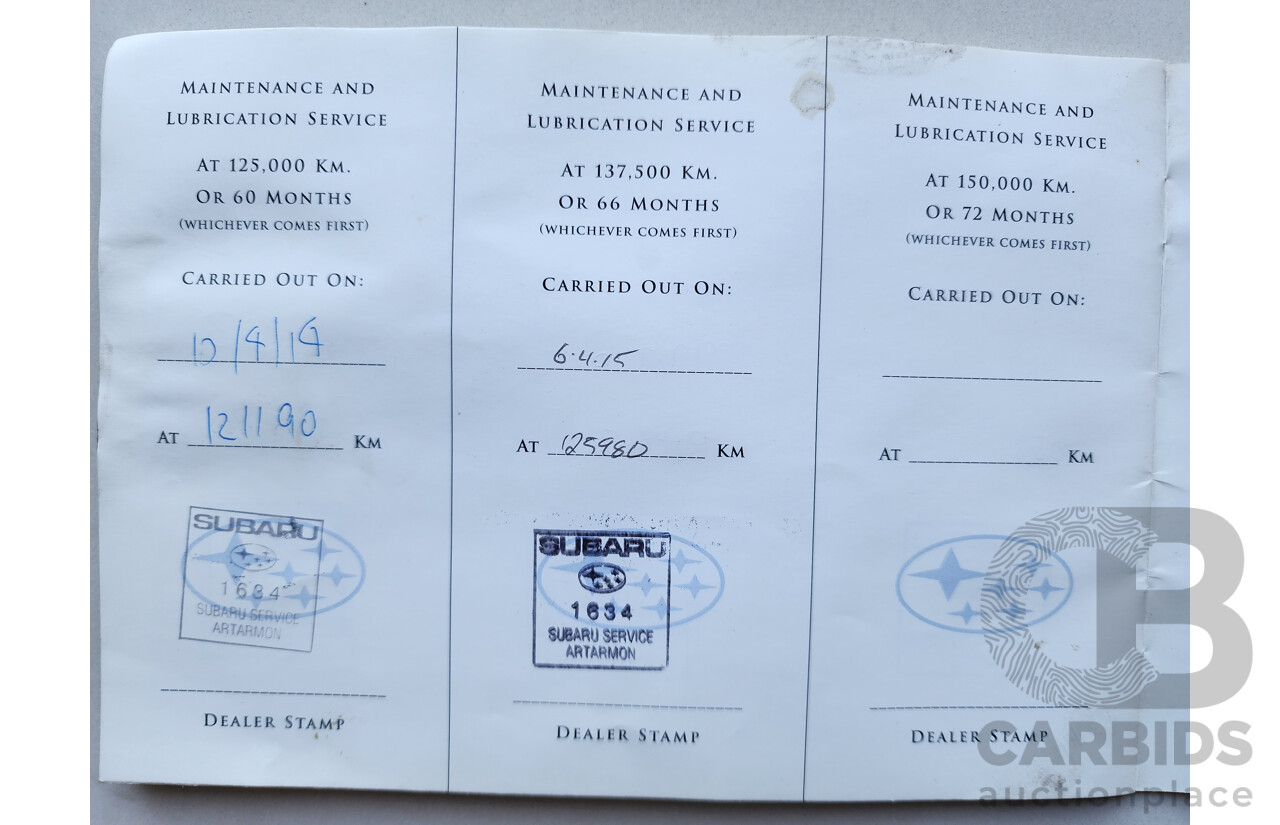 MAINTENANCE AND
LUBRICATION SERVICE
AT 125,000 KM.
OR 60 MONTHS
(WHICHEVER COMES FIRST)
CARRIED OUT ON:
10/4/14
AT 121190 KM
SUBARU
1634
SUBARU SERVICE
ARTARMON
DEALER STAMP
MAINTENANCE AND
LUBRICATION SERVICE
AT 137,500 KM.
OR 66 MONTHS
(WHICHEVER COMES FIRST)
CARRIED OUT ON:
6.4.15
AT 125980 KM
SUBARU
1634
SUBARU SERVICE
ARTARMON
DEALER STAMP
MAINTENANCE AND
LUBRICATION SERVICE
AT 150,000 KM.
OR 72 MONTHS
(WHICHEVER COMES FIRST)
CARRIED OUT ON:
AT KM
DEALER STAMP
CB
CARBIDS
auctionplace